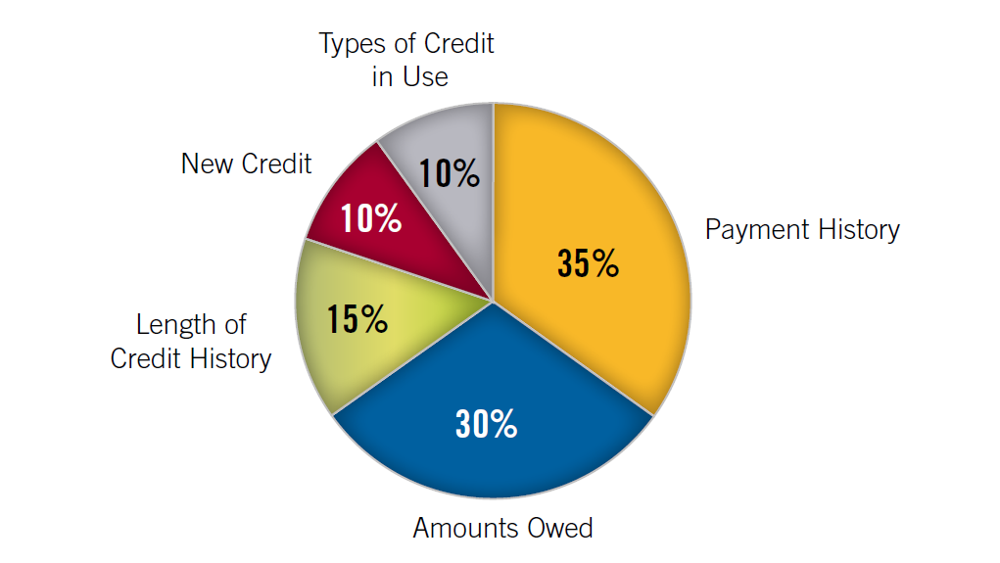 Types of Credit
in Use
10%
New Credit
10%
Payment History
35%
Length of
Credit History
15%
30%
Amounts Owed